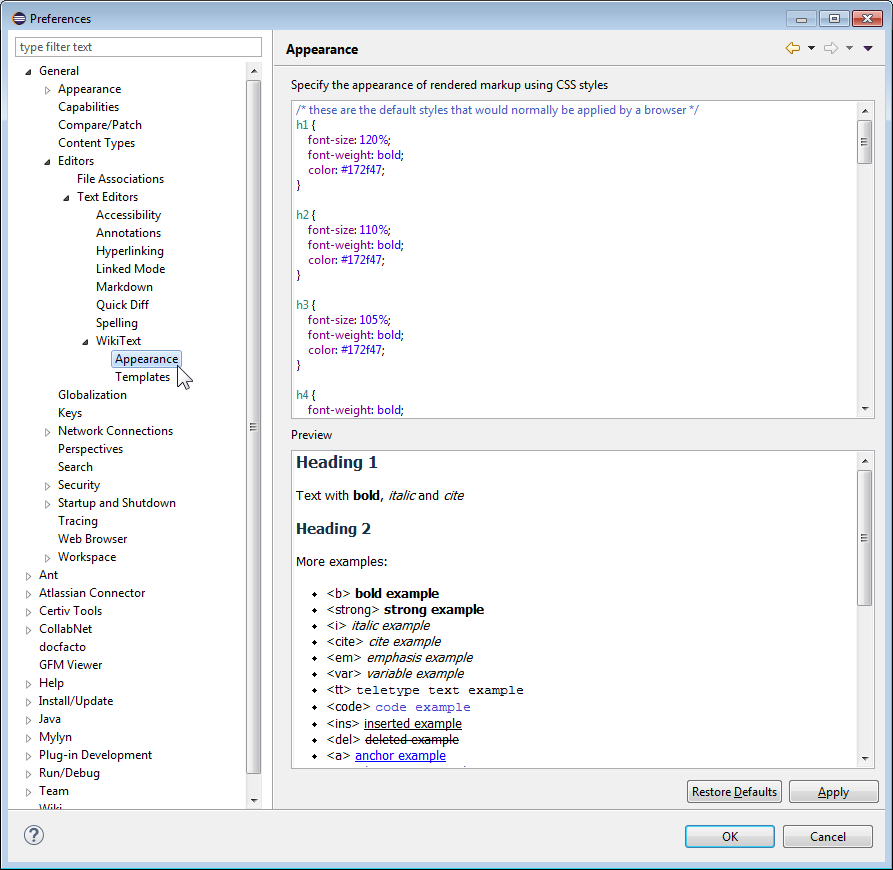 Preferences
type filter text
General
Appearance
Capabilities
Compare/Patch
Content Types
Editors
File Associations
Text Editors
Accessibility
Annotations
Hyperlinking
Linked Mode
Markdown
Quick Diff
Spelling
WikiText
Appearance
Templates
Globalization
Keys
Network Connections
Perspectives
Search
Security
Startup and Shutdown
Tracing
Web Browser
Workspace
Ant
Atlassian Connector
Certiv Tools
CollabNet
docfacto
GFM Viewer
Help
Install/Update
Java
Mylyn
Plug-in Development
Run/Debug
Team
Wiki
Appearance
Specify the appearance of rendered markup using CSS styles
/* these are the default styles that would normally be applied by a browser */
h1 {
font-size: 120%;
font-weight: bold;
color: #172f47;
}
h2 {
font-size: 110%;
font-weight: bold;
color: #172f47;
}
h3 {
font-size: 105%;
font-weight: bold;
color: #172f47;
}
h4 {
font-weight: bold;
Preview
Heading 1
Text with bold, italic and cite
Heading 2
More examples:
• <b> bold example
• <strong> strong example
• <i> italic example
• <cite> cite example
• <em> emphasis example
• <var> variable example
• <tt> teletype text example
• <code> code example
• <ins> inserted example
• <del> deleted example
• <a> anchor example
Restore Defaults
Apply
?
OK
Cancel